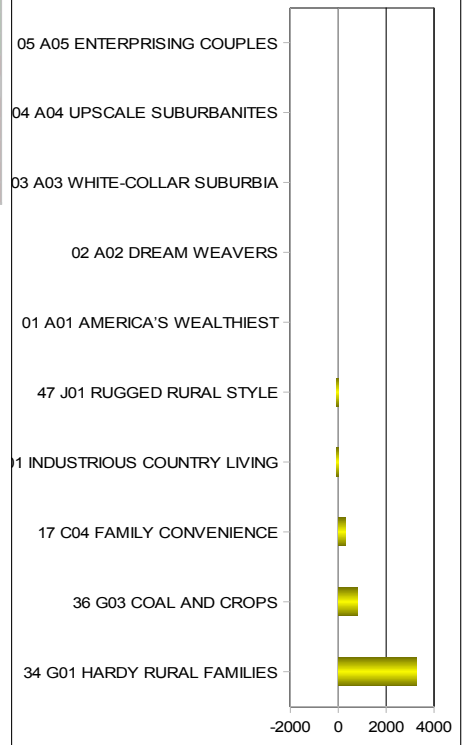 05 A05 ENTERPRISING COUPLES
04 A04 UPSCALE SUBURBANITES
03 A03 WHITE-COLLAR SUBURBIA
02 A02 DREAM WEAVERS
01 A01 AMERICA'S WEALTHIEST
47 J01 RUGGED RURAL STYLE
01 INDUSTRIOUS COUNTRY LIVING
17 C04 FAMILY CONVENIENCE
36 G03 COAL AND CROPS
34 G01 HARDY RURAL FAMILIES
-2000 0 2000 4000